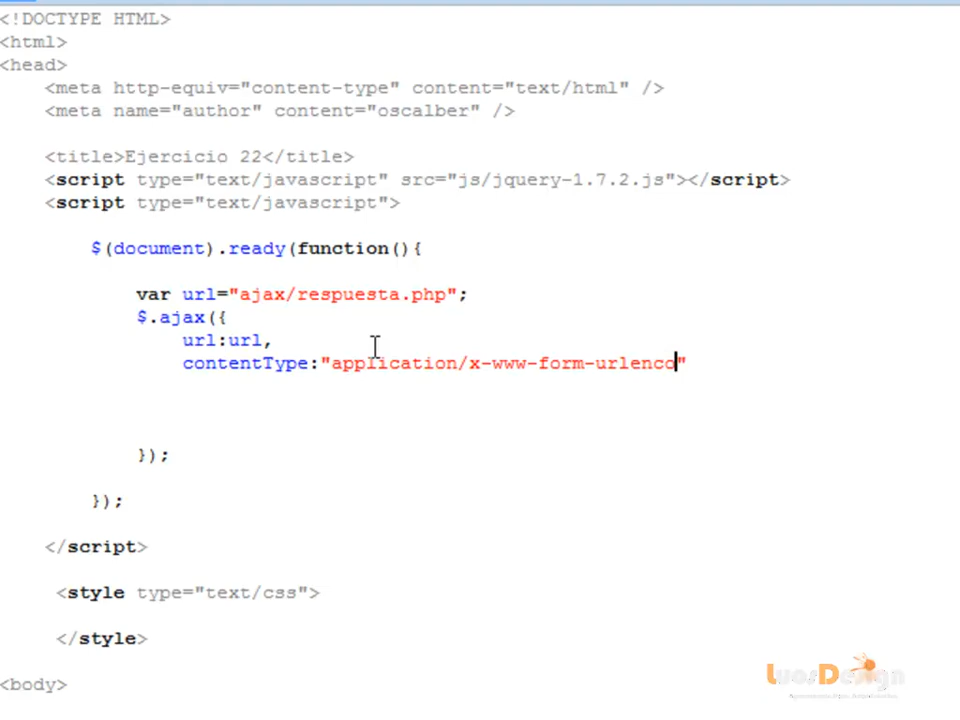 <!DOCTYPE HTML>
<html>
<head>
<meta http-equiv="content-type" content="text/html" />
<meta name="author" content="oscalber" />
<title>Ejercicio 22</title>
<script type="text/javascript" src="js/jquery-1.7.2.js"></script>
<script type="text/javascript">
$(document).ready(function(){
var url="ajax/respuesta.php";
$.ajax({
url:url,
contentType:"application/x-www-form-urlenco"
});
});
</script>
<style type="text/css">
</style>
<body>
LuosDesign